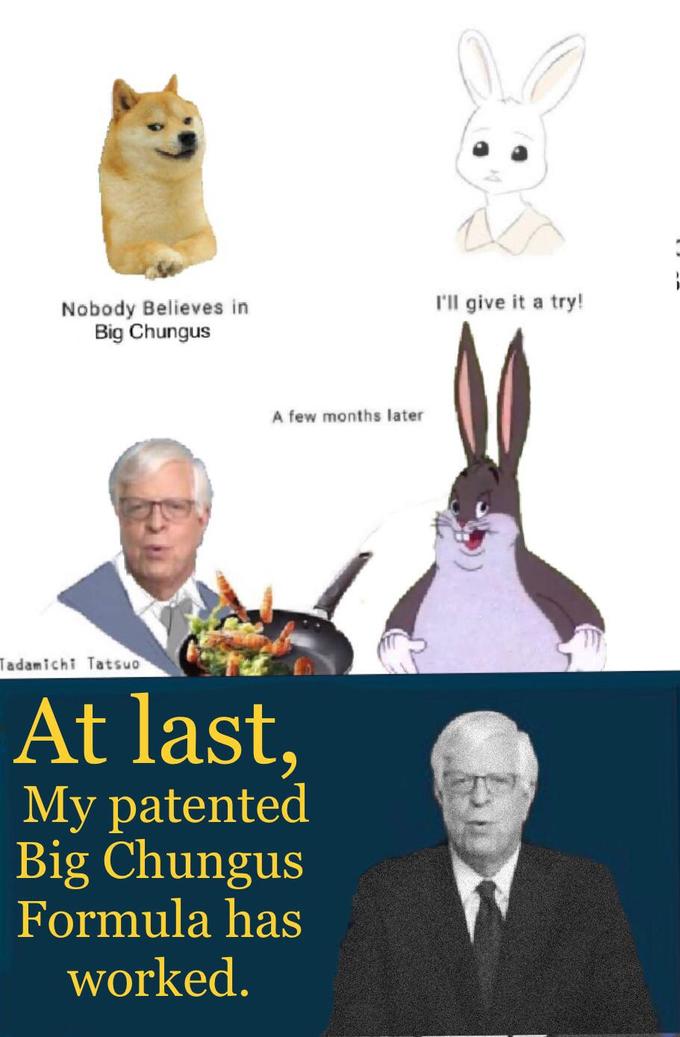 Nobody Believes in
Big Chungus
I'll give it a try!
A few months later
Tadamichi Tatsuo
At last,
My patented
Big Chungus
Formula has
worked.